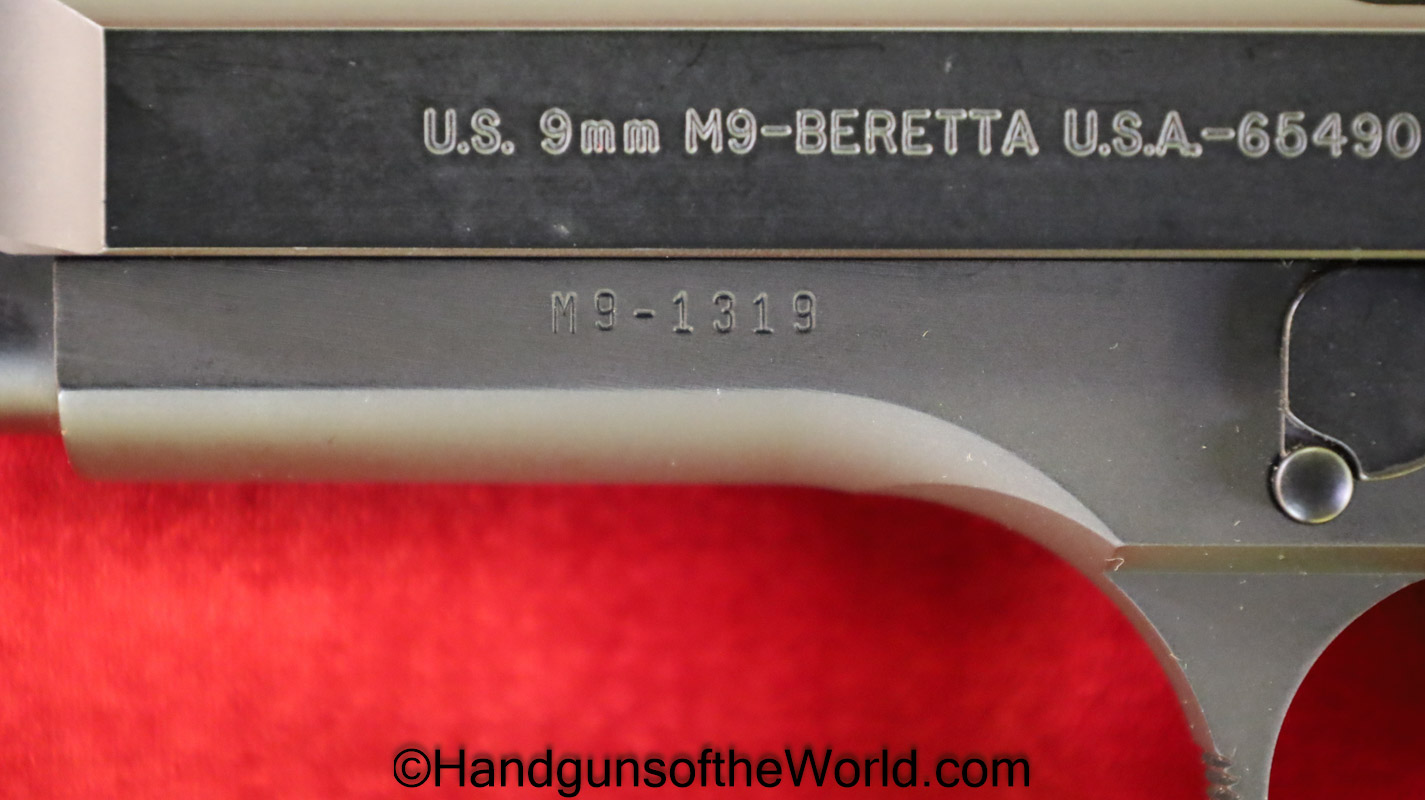 U.S. 9mm M9-BERETTA U.S.A.-65490
M9-1319
©HandgunsoftheWorld.com